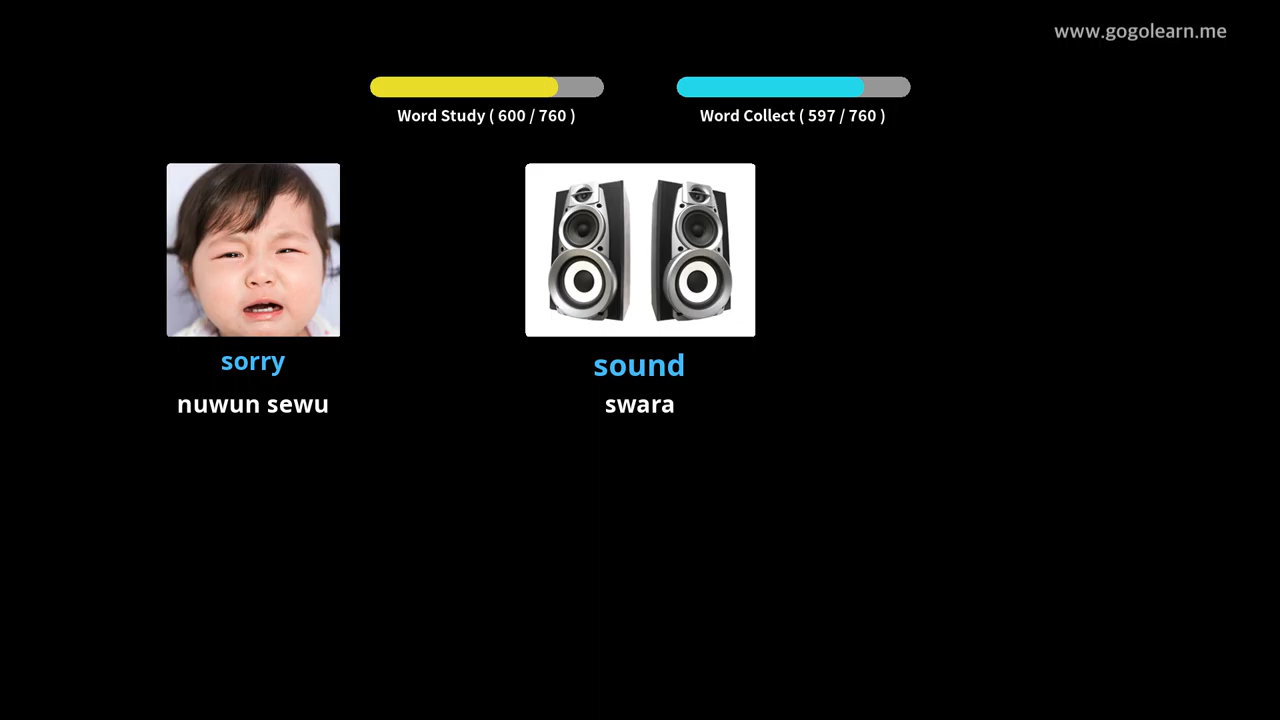 www.gogolearn.me
Word Study ( 600 / 760 )
Word Collect ( 597 / 760 )
sorry
nuwun sewu
sound
swara